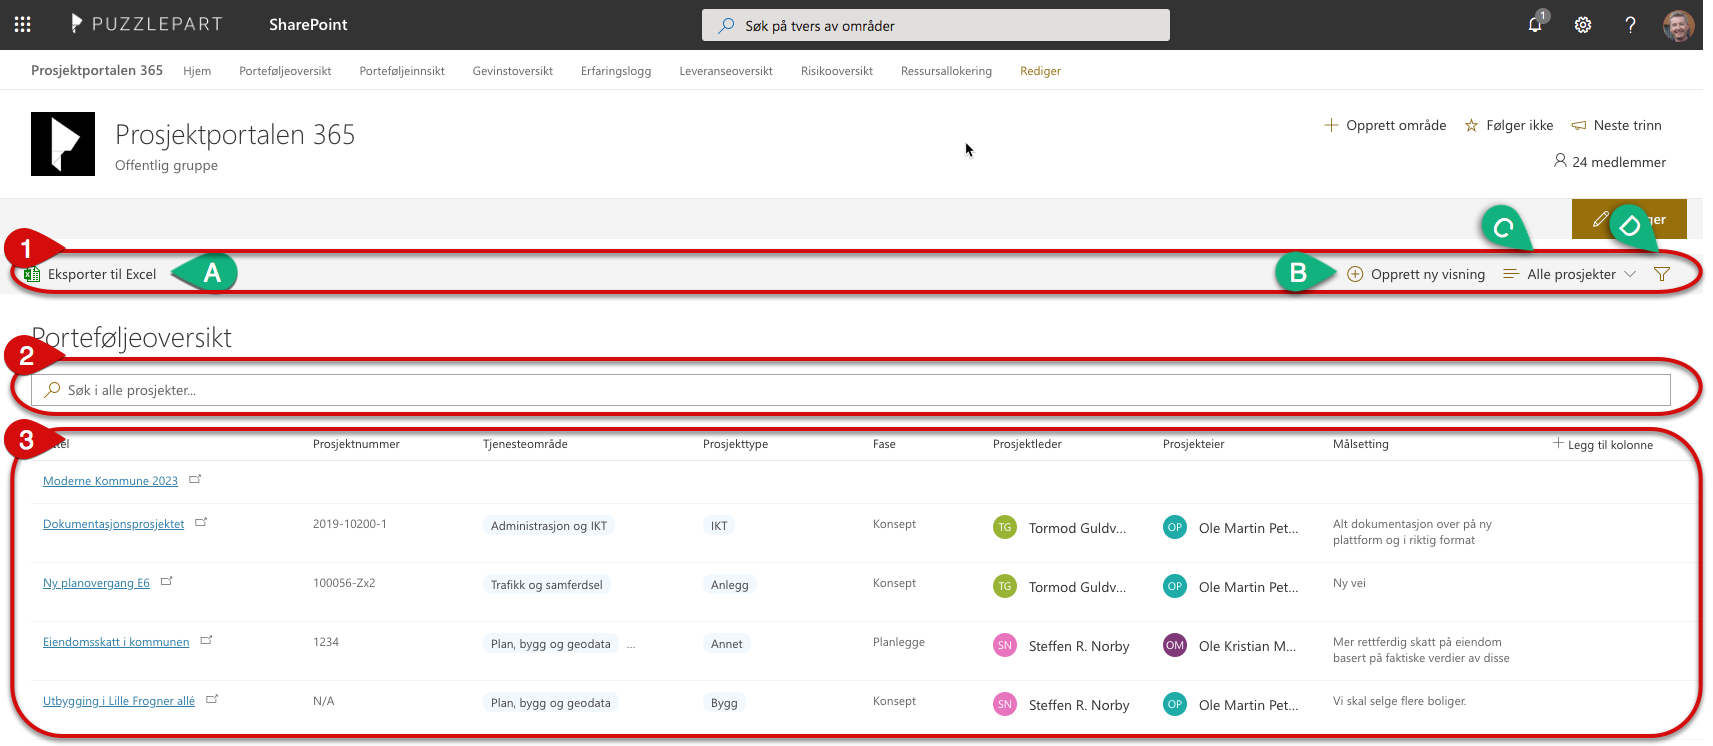 PUZZLEPART SharePoint Søk på tvers av områder 1
Prosjektportalen 365 Hjem Porteføljeoversikt Porteføljeinnsikt Gevinstoversikt Erfaringslogg Leveranseoversikt Risikooversikt Ressursallokering Rediger
Prosjektportalen 365
Offentlig gruppe
Opprett område Følger ikke Neste trinn
24 medlemmer
C D
1
Eksporter til Excel A B Opprett ny visning Alle prosjekter
Porteføljeoversikt
2
Søk i alle prosjekter...
3
Prosjektnummer Tjenesteområde Prosjekttype Fase Prosjektleder Prosjekteier Målsetting Legg til kolonne
Moderne Kommune 2023
Dokumentasjonsprosjektet 2019-10200-1 Administrasjon og IKT IKT Konsept TG Tormod Guldv... OP Ole Martin Pet... Alt dokumentasjon over på ny
plattform og i riktig format
Ny planovergang E6 100056-Zx2 Trafikk og samferdsel Anlegg Konsept TG Tormod Guldv... OP Ole Martin Pet... Ny vei
Eiendomsskatt i kommunen 1234 Plan, bygg og geodata ... Annet Planlegge SN Steffen R. Norby OM Ole Kristian M... Mer rettferdig skatt på eiendom
basert på faktiske verdier av disse
Utbygging i Lille Frogner allé N/A Plan, bygg og geodata Bygg Konsept SN Steffen R. Norby OP Ole Martin Pet... Vi skal selge flere boliger.